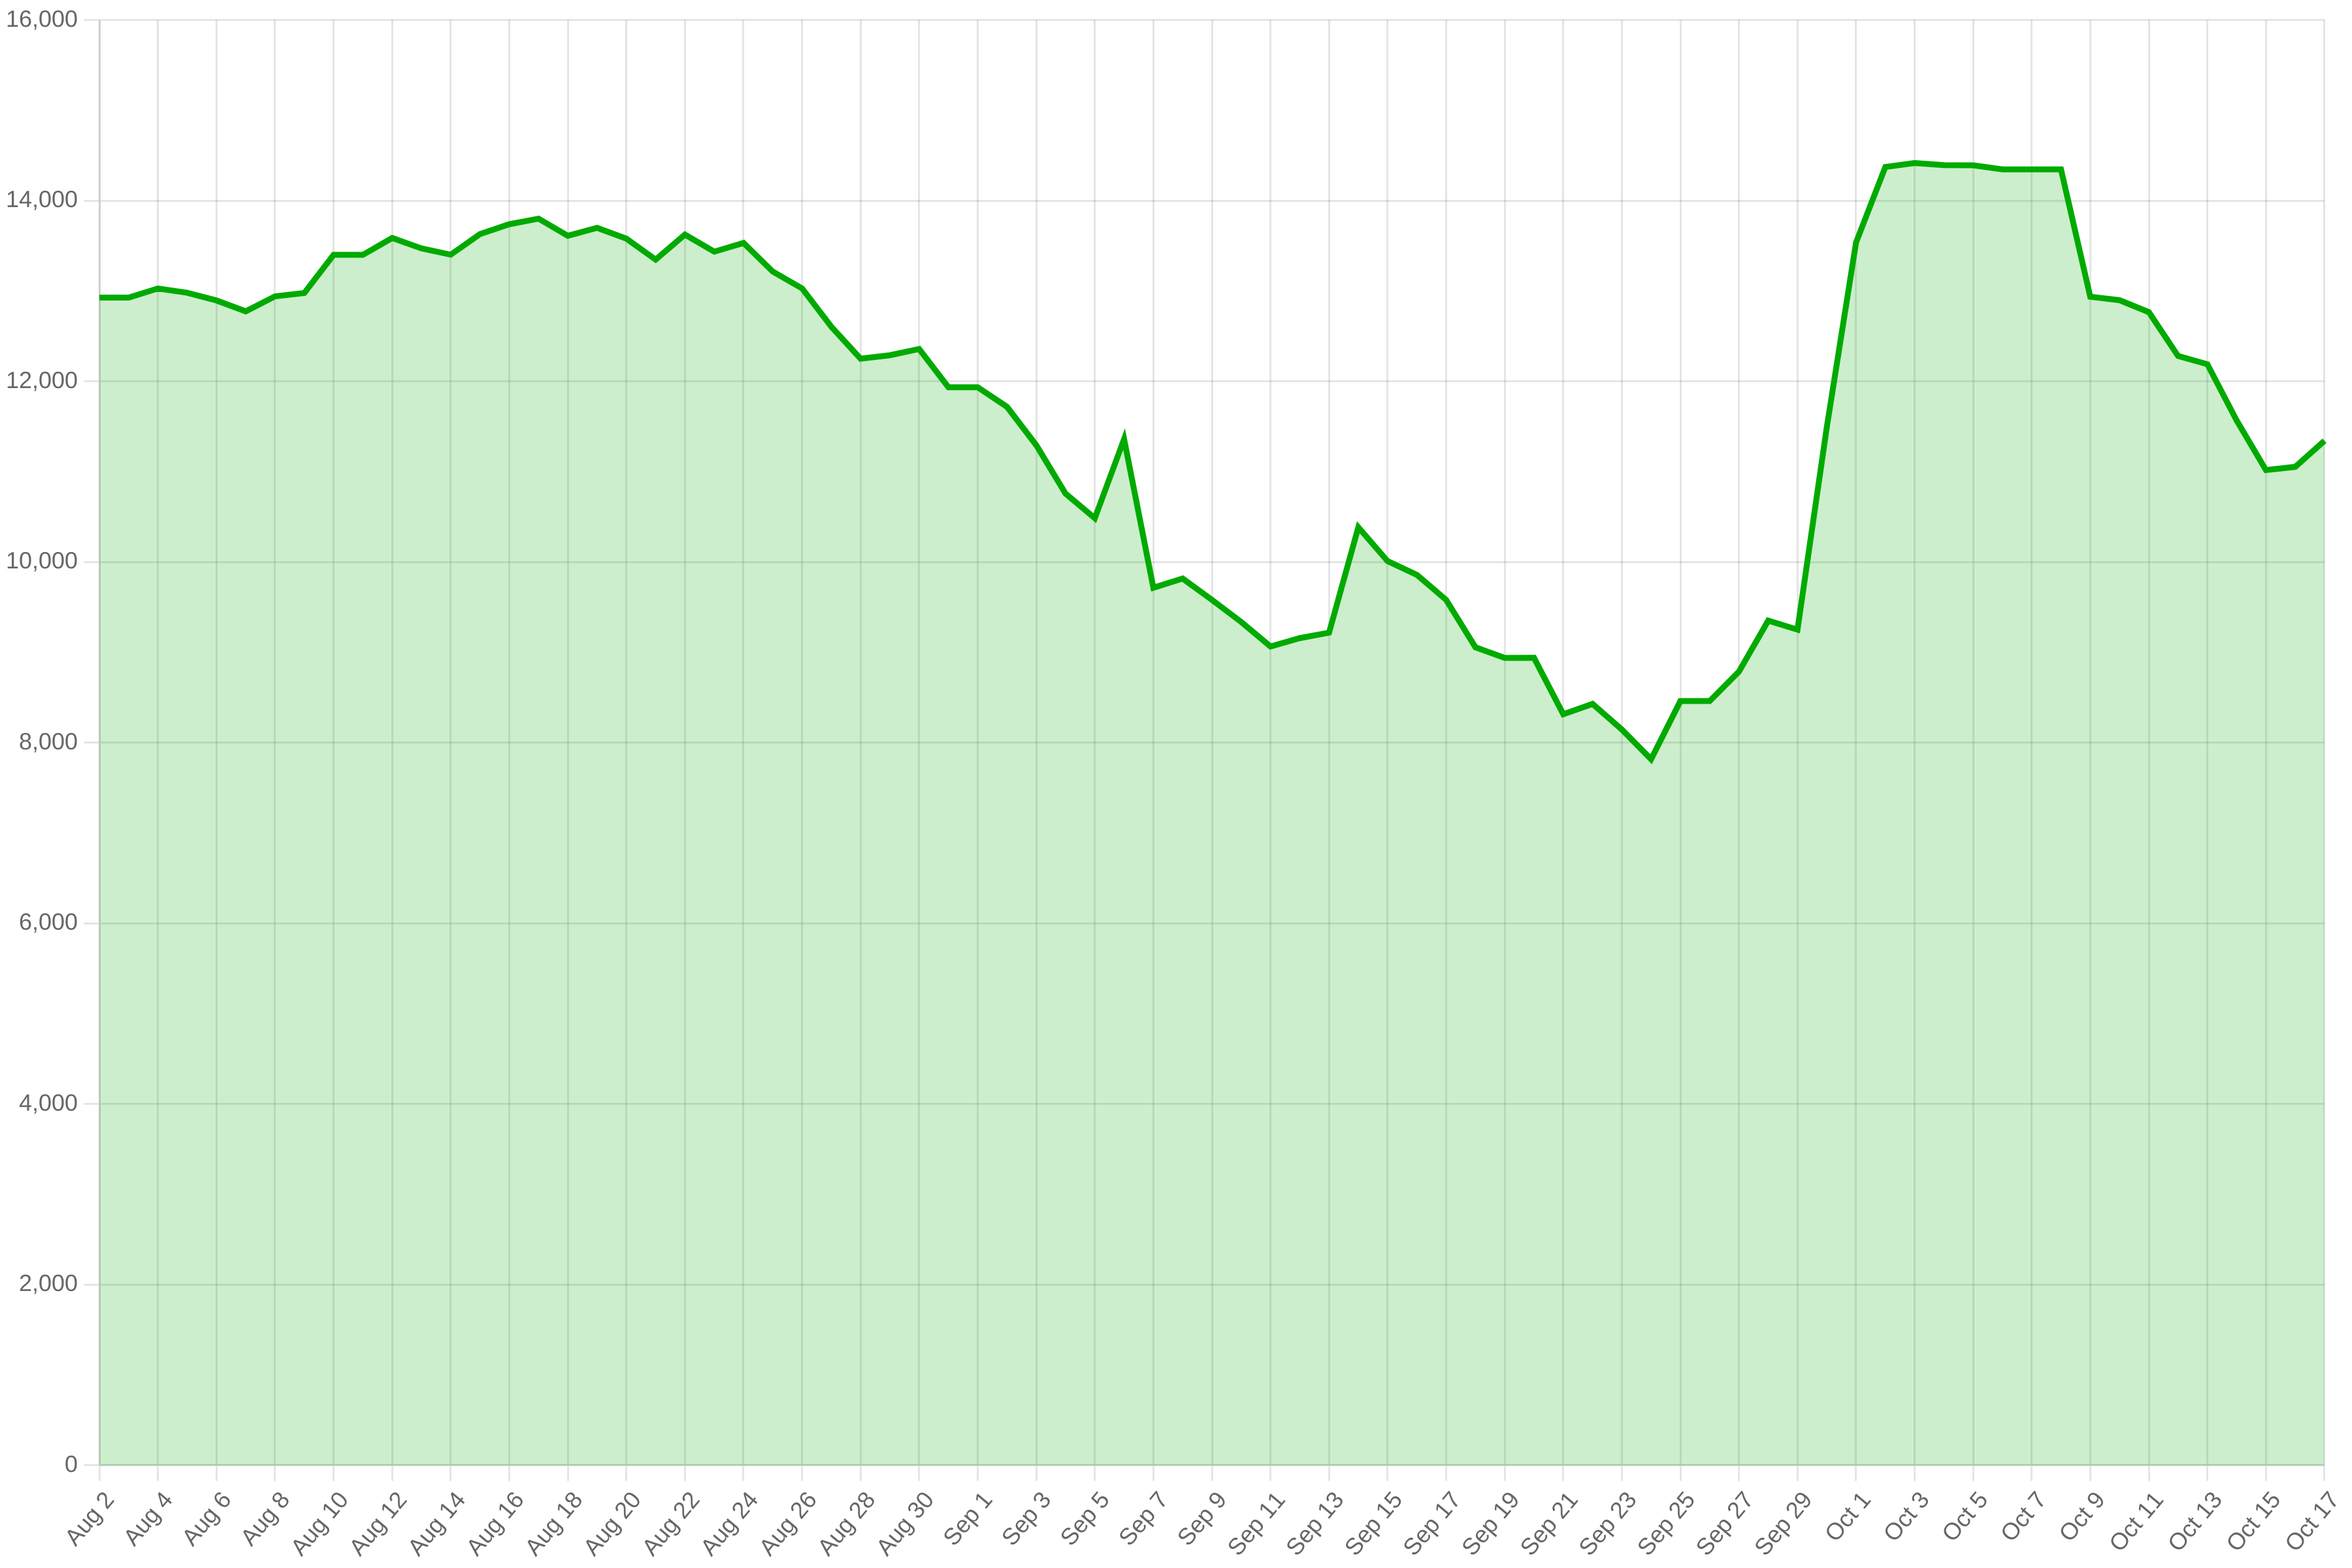 16,000
14,000
12,000
10,000
8,000
6,000
4,000
2,000
0
Aug 2
Aug 4
Aug 6
Aug 8
Aug 10
Aug 12
Aug 14
Aug 16
Aug 18
Aug 20
Aug 22
Aug 24
Aug 26
Aug 28
Aug 30
Sep 1
Sep 3
Sep 5
Sep 7
Sep 9
Sep 11
Sep 13
Sep 15
Sep 17
Sep 19
Sep 21
Sep 23
Sep 25
Sep 27
Sep 29
Oct 1
Oct 3
Oct 5
Oct 7
Oct 9
Oct 11
Oct 13
Oct 15
Oct 17